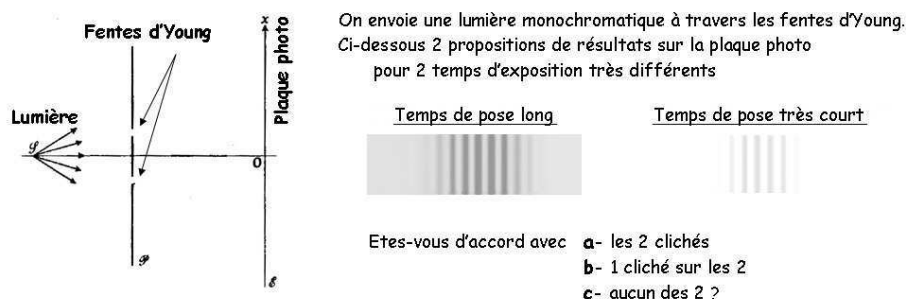 On envoie une lumière monochromatique à travers les fentes d'Young.
Ci-dessous 2 propositions de résultats sur la plaque photo
pour 2 temps d'exposition très différents
Fentes d'Young
x
Plaque photo
Lumière
S
O
P
E
Temps de pose long
Temps de pose très court
Etes-vous d'accord avec a- les 2 clichés
b- 1 cliché sur les 2
c- aucun des 2 ?